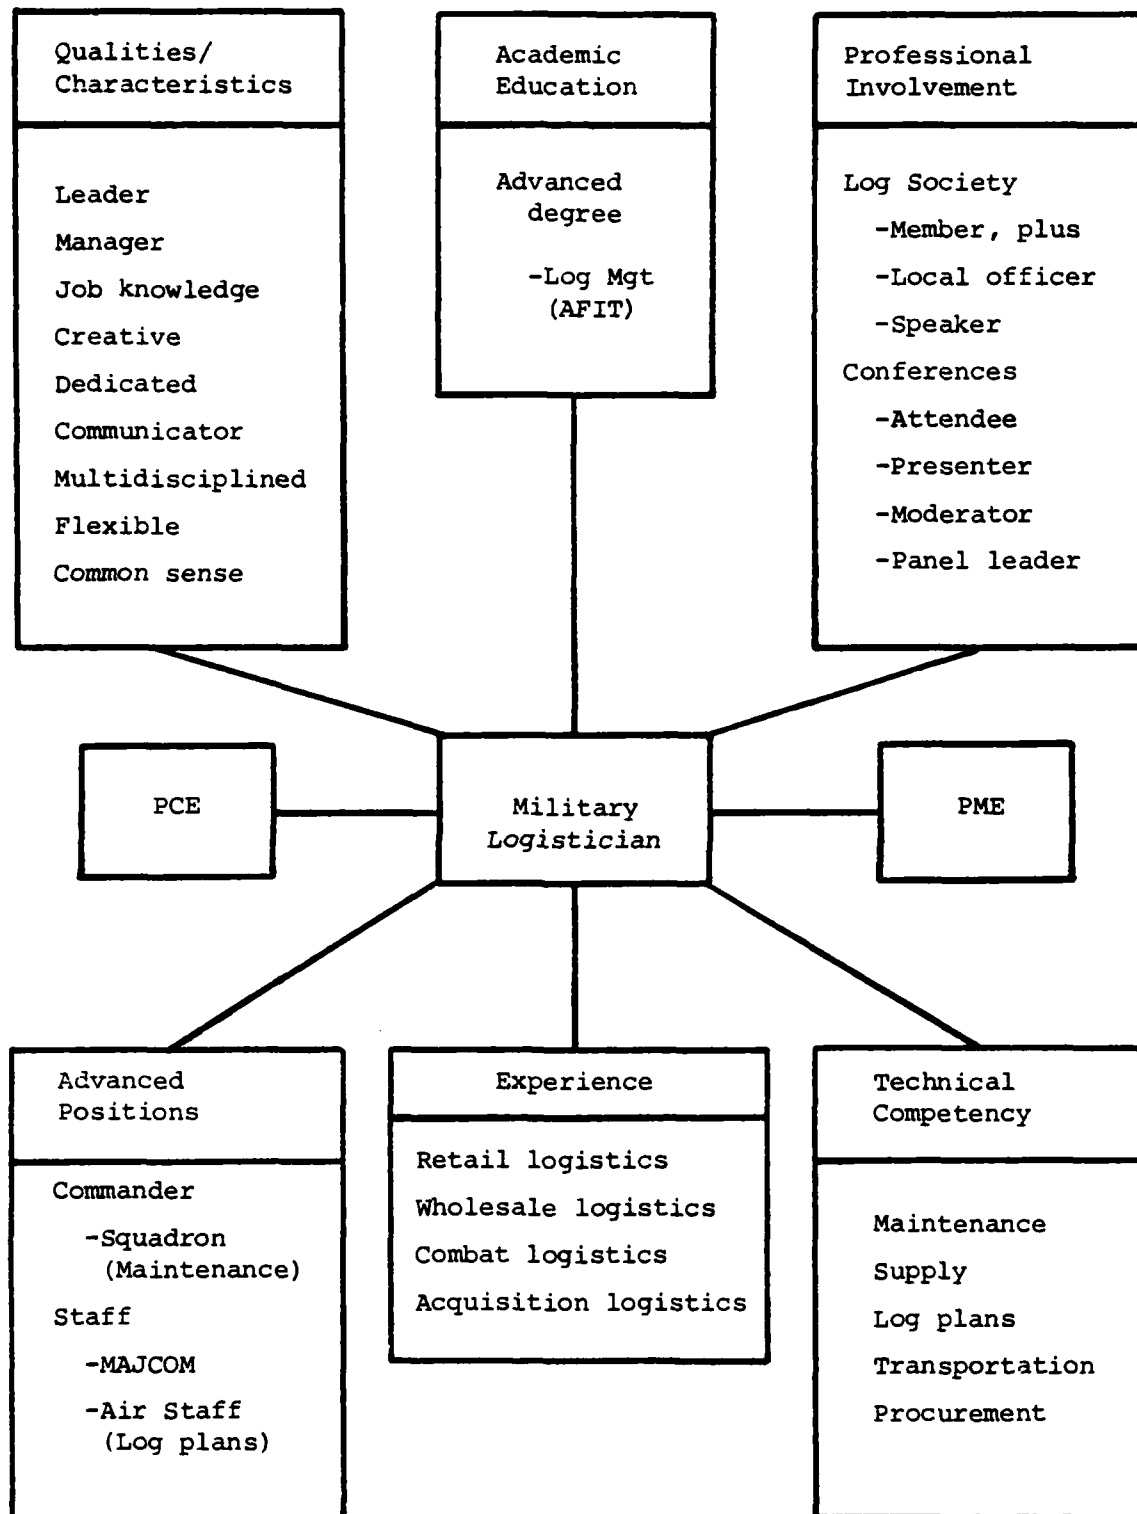 Qualities/
Characteristics
Leader
Manager
Job knowledge
Creative
Dedicated
Communicator
Multidisciplined
Flexible
Common sense
Academic
Education
Advanced
degree
-Log Mgt
(AFIT)
Professional
Involvement
Log Society
-Member, plus
-Local officer
-Speaker
Conferences
-Attendee
-Presenter
-Moderator
-Panel leader
PCE
Military
Logistician
PME
Advanced
Positions
Commander
-Squadron
(Maintenance)
Staff
-MAJCOM
-Air Staff
(Log plans)
Experience
Retail logistics
Wholesale logistics
Combat logistics
Acquisition logistics
Technical
Competency
Maintenance
Supply
Log plans
Transportation
Procurement